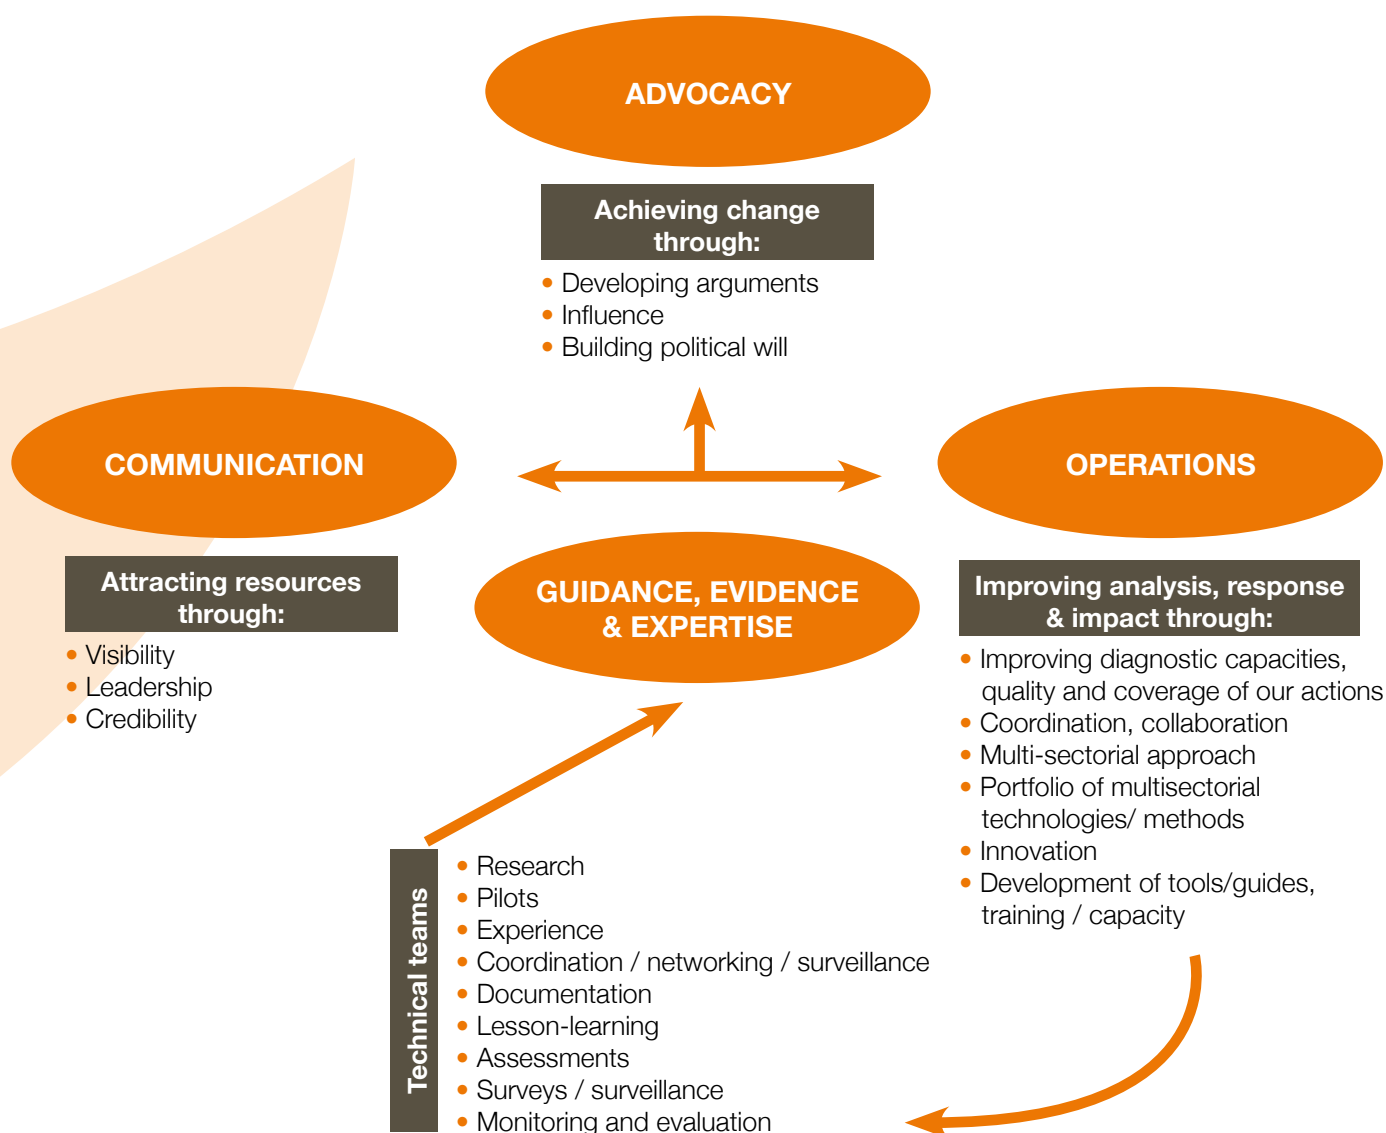 ADVOCACY
Achieving change
through:
• Developing arguments
• Influence
• Building political will
COMMUNICATION
Attracting resources
through:
• Visibility
• Leadership
• Credibility
GUIDANCE, EVIDENCE
& EXPERTISE
OPERATIONS
Improving analysis, response
& impact through:
• Improving diagnostic capacities,
quality and coverage of our actions
• Coordination, collaboration
• Multi-sectorial approach
• Portfolio of multisectorial
technologies/ methods
• Innovation
• Development of tools/guides,
training / capacity
Technical teams
• Research
• Pilots
• Experience
• Coordination / networking / surveillance
• Documentation
• Lesson-learning
• Assessments
• Surveys / surveillance
• Monitoring and evaluation